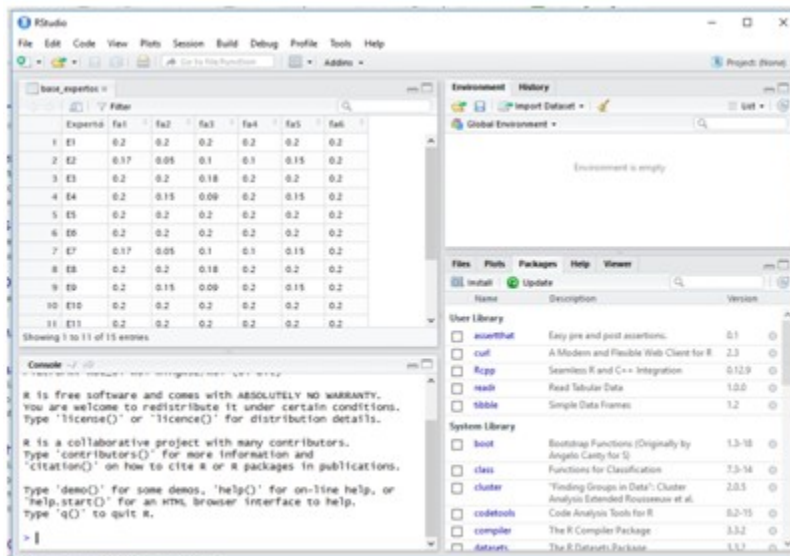 RStudio
File Edit Code View Plots Session Build Debug Profile Tools Help
Go to file/function Addins Project: (None)
base_expertos
Filter
Experto fa1 fa2 fa3 fa4 fa5 fa6
1 E1 0.2 0.2 0.2 0.2 0.2 0.2
2 E2 0.17 0.05 0.1 0.1 0.15 0.2
3 E3 0.2 0.2 0.18 0.2 0.2 0.2
4 E4 0.2 0.15 0.09 0.2 0.15 0.2
5 E5 0.2 0.2 0.2 0.2 0.2 0.2
6 E6 0.2 0.2 0.2 0.2 0.2 0.2
7 E7 0.17 0.05 0.1 0.1 0.15 0.2
8 E8 0.2 0.2 0.18 0.2 0.2 0.2
9 E9 0.2 0.15 0.09 0.2 0.15 0.2
10 E10 0.2 0.2 0.2 0.2 0.2 0.2
11 E11 0.2 0.2 0.2 0.2 0.2 0.2
Showing 1 to 11 of 15 entries
Console ~/
R is free software and comes with ABSOLUTELY NO WARRANTY.
You are welcome to redistribute it under certain conditions.
Type 'license()' or 'licence()' for distribution details.
R is a collaborative project with many contributors.
Type 'contributors()' for more information and
'citation()' on how to cite R or R packages in publications.
Type 'demo()' for some demos, 'help()' for on-line help, or
'help.start()' for an HTML browser interface to help.
Type 'q()' to quit R.
>
Environment History
Import Dataset List
Global Environment
Environment is empty
Files Plots Packages Help Viewer
Install Update
Name Description Version
User Library
assertthat Easy pre and post assertions. 0.1
curl A Modern and Flexible Web Client for R 2.3
Rcpp Seamless R and C++ Integration 0.12.9
readr Read Tabular Data 1.0.0
tibble Simple Data Frames 1.2
System Library
boot Bootstrap Functions (Originally by Angelo Canty for S) 1.3-18
class Functions for Classification 7.3-14
cluster "Finding Groups in Data": Cluster Analysis Extended Rousseeuw et al. 2.0.5
codetools Code Analysis Tools for R 0.2-15
compiler The R Compiler Package 3.3.2
datasets The R Datasets Package 3.3.2